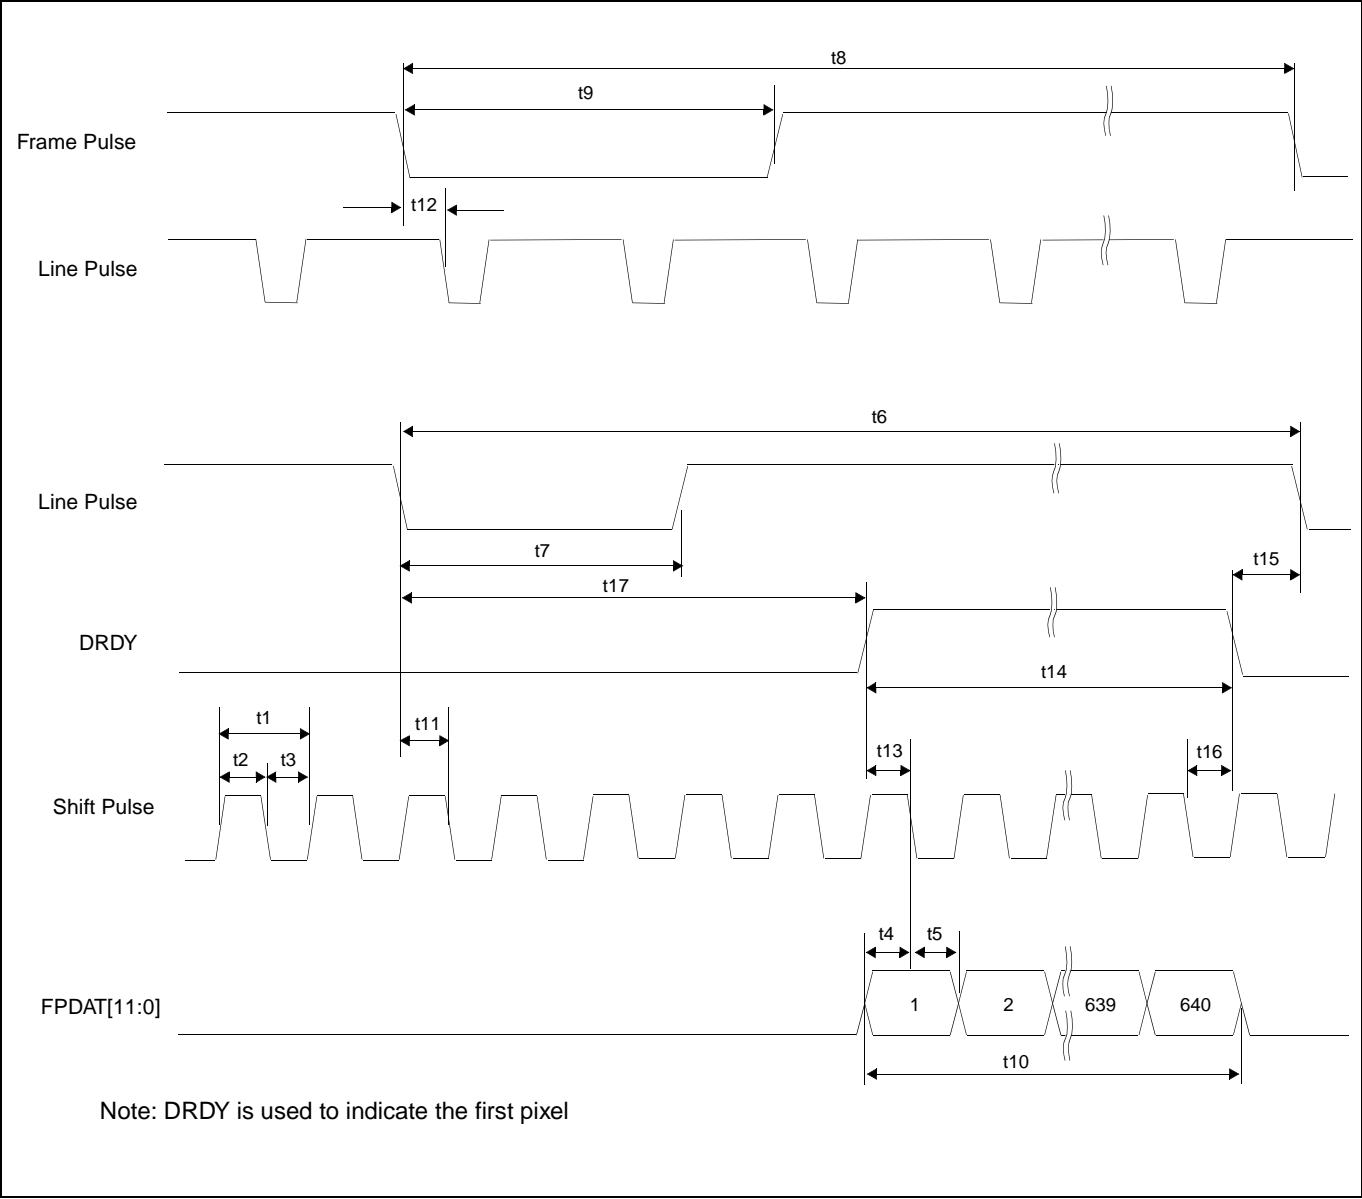 t8
t9
Frame Pulse
t12
Line Pulse
t6
Line Pulse
t7
t15
t17
DRDY
t14
t1
t11
t2
t3
t13
t16
Shift Pulse
t4
t5
FPDAT[11:0]
1
2
639
640
t10
Note: DRDY is used to indicate the first pixel